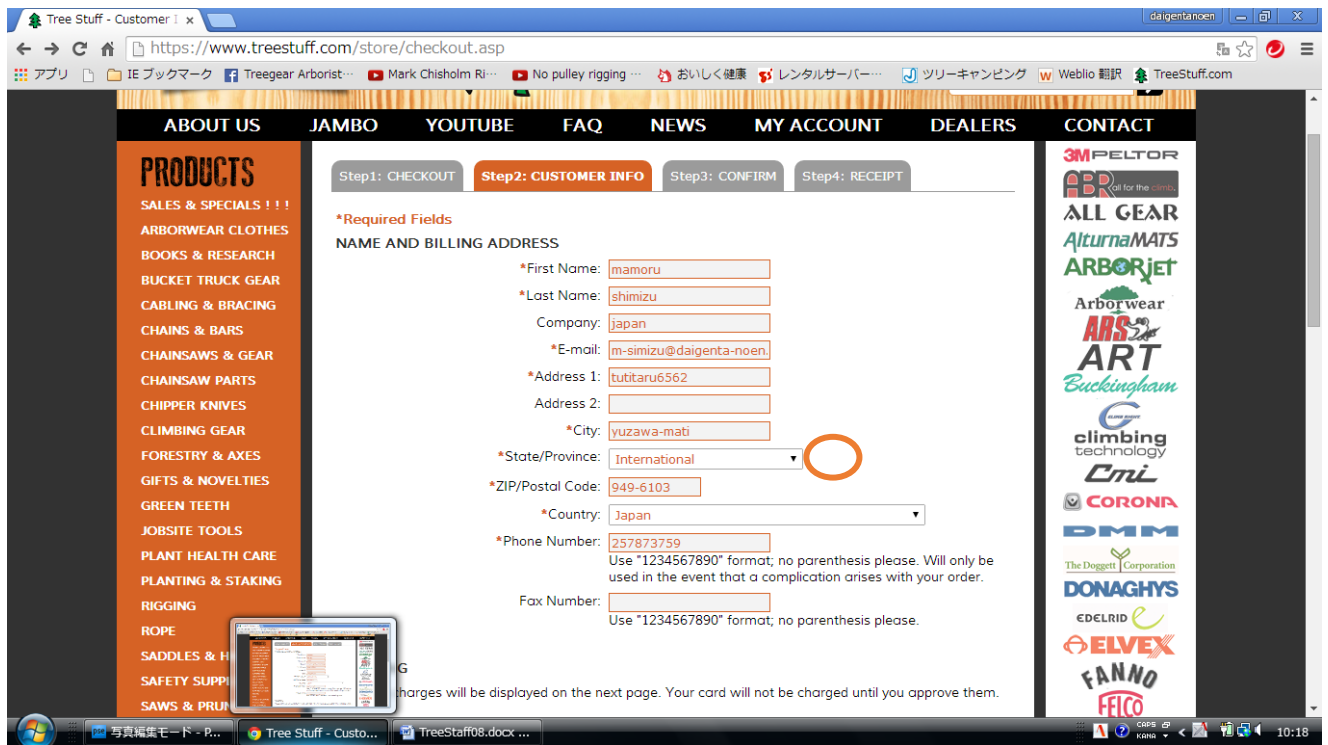 Tree Stuff - Customer I
daigentanoen
https://www.treestuff.com/store/checkout.asp
アプリ
IE ブックマーク
Treegear Arborist…
Mark Chisholm Ri…
No pulley rigging …
おいしく健康
レンタルサーバー…
ツリーキャンピング
Weblio 翻訳
TreeStuff.com
ABOUT US JAMBO YOUTUBE FAQ NEWS MY ACCOUNT DEALERS CONTACT
PRODUCTS
SALES & SPECIALS ! ! !
ARBORWEAR CLOTHES
BOOKS & RESEARCH
BUCKET TRUCK GEAR
CABLING & BRACING
CHAINS & BARS
CHAINSAWS & GEAR
CHAINSAW PARTS
CHIPPER KNIVES
CLIMBING GEAR
FORESTRY & AXES
GIFTS & NOVELTIES
GREEN TEETH
JOBSITE TOOLS
PLANT HEALTH CARE
PLANTING & STAKING
RIGGING
ROPE
SADDLES & H
SAFETY SUPP
SAWS & PRUN
Step1: CHECKOUT
Step2: CUSTOMER INFO
Step3: CONFIRM
Step4: RECEIPT
*Required Fields
NAME AND BILLING ADDRESS
*First Name: mamoru
*Last Name: shimizu
Company: japan
*E-mail: m-simizu@daigenta-noen.
*Address 1: tutitaru6562
Address 2:
*City: yuzawa-mati
*State/Province: International
*ZIP/Postal Code: 949-6103
*Country: Japan
*Phone Number: 257873759
Use "1234567890" format; no parenthesis please. Will only be
used in the event that a complication arises with your order.
Fax Number:
Use "1234567890" format; no parenthesis please.
G
harges will be displayed on the next page. Your card will not be charged until you approve them.
3M PELTOR
ABR all for the climb.
ALL GEAR
AlturnaMATS
ARBORjet
Arborwear
ARS
ART
Buckingham
climbing
technology
Cmi
CORONA
DMM
The Doggett Corporation
DONAGHYS
EDELRID
ELVEX
FANNO
FELCO
写真編集モード - P...
Tree Stuff - Custo...
TreeStaff08.docx ...
CAPS
KANA
10:18